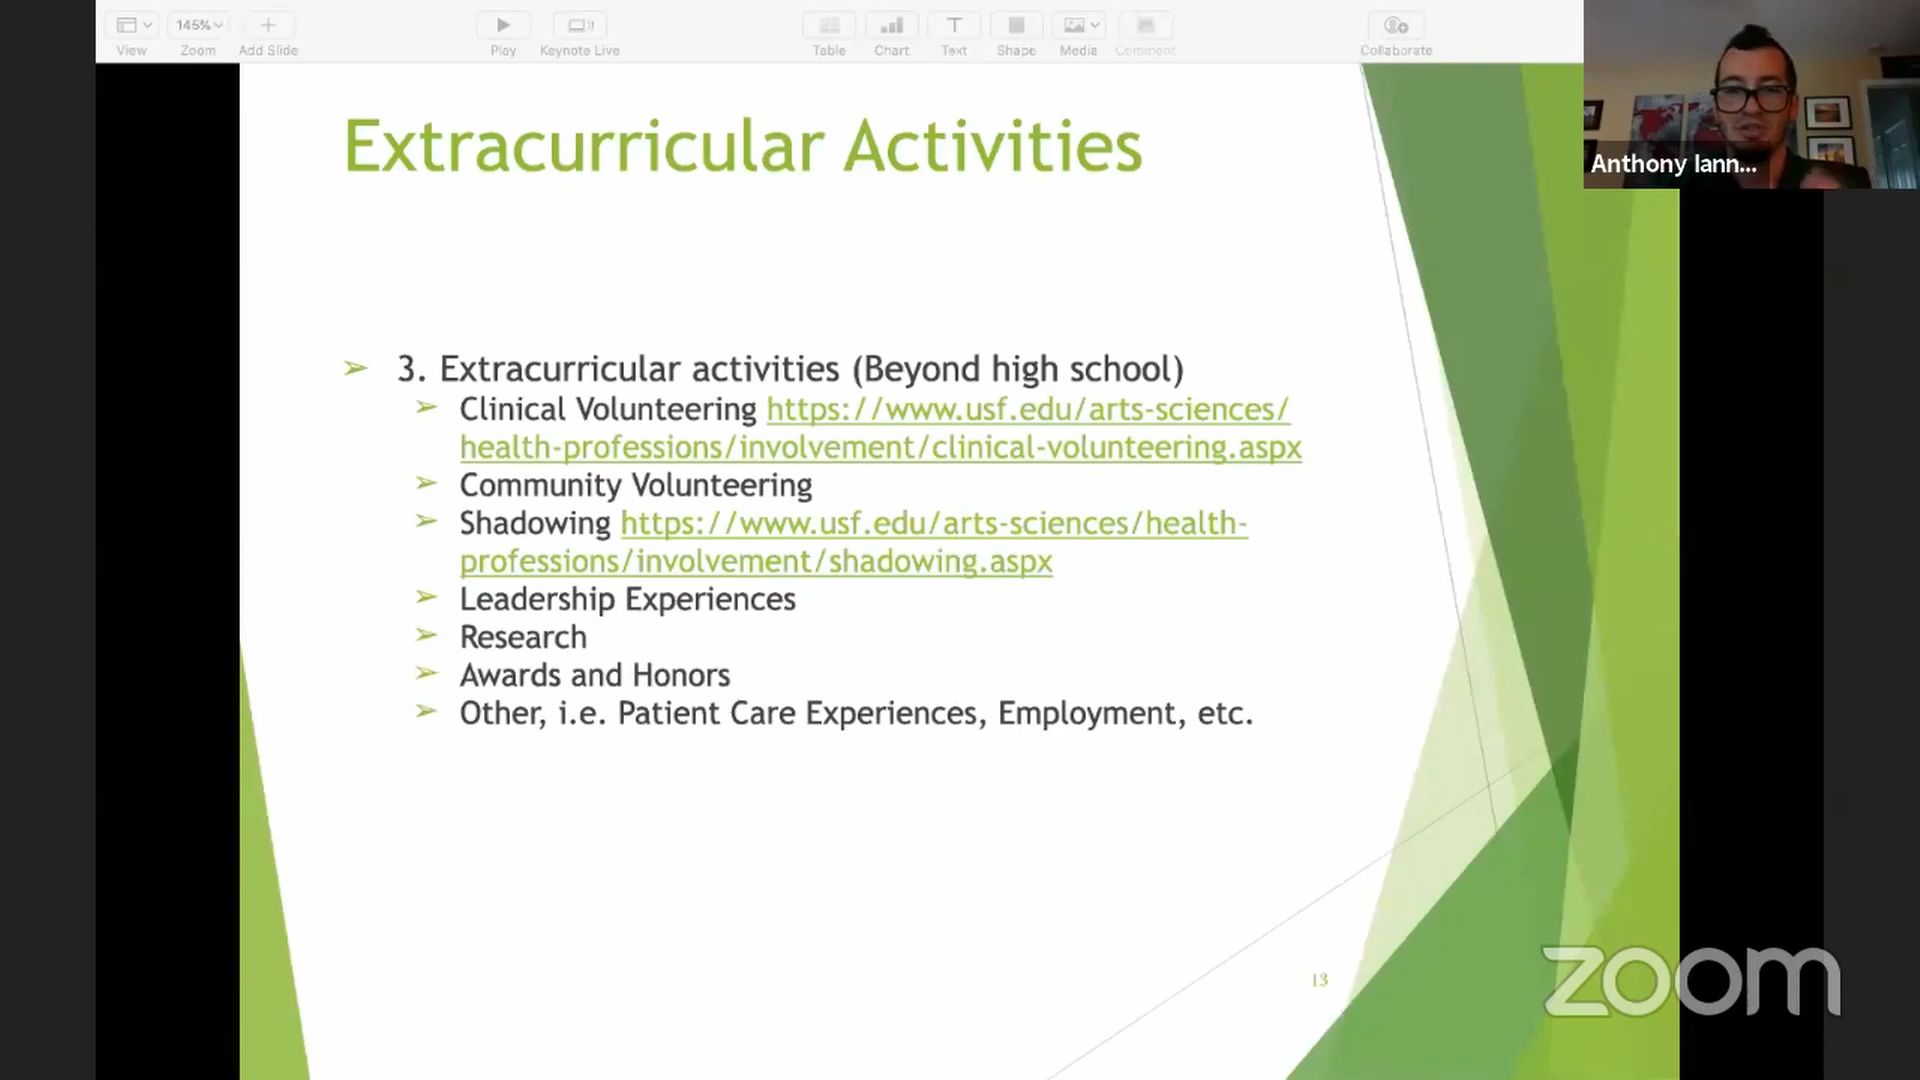 145%
View
Zoom
Add Slide
Play
Keynote Live
Table
Chart
Text
Shape
Media
Comment
Collaborate
Anthony Iann...
Extracurricular Activities
3. Extracurricular activities (Beyond high school)
Clinical Volunteering https://www.usf.edu/arts-sciences/
health-professions/involvement/clinical-volunteering.aspx
Community Volunteering
Shadowing https://www.usf.edu/arts-sciences/health-
professions/involvement/shadowing.aspx
Leadership Experiences
Research
Awards and Honors
Other, i.e. Patient Care Experiences, Employment, etc.
13
zoom